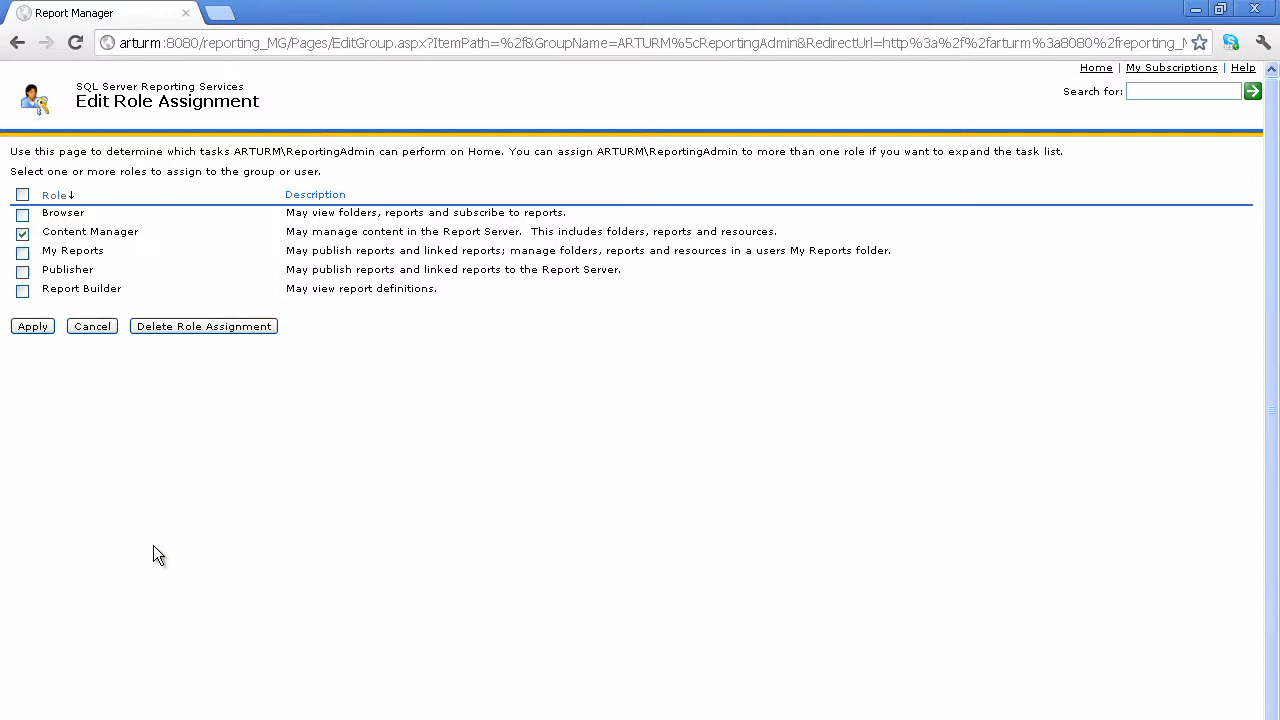 Report Manager
arturm:8080/reporting_MG/Pages/EditGroup.aspx?ItemPath=%2f&GroupName=ARTURM%5cReportingAdmin&RedirectUrl=http%3a%2f%2farturm%3a8080%2freporting_M
Home | My Subscriptions | Help
SQL Server Reporting Services
Edit Role Assignment
Search for:
Use this page to determine which tasks ARTURM\ReportingAdmin can perform on Home. You can assign ARTURM\ReportingAdmin to more than one role if you want to expand the task list.
Select one or more roles to assign to the group or user.
Role↓ Description
Browser May view folders, reports and subscribe to reports.
Content Manager May manage content in the Report Server. This includes folders, reports and resources.
My Reports May publish reports and linked reports; manage folders, reports and resources in a users My Reports folder.
Publisher May publish reports and linked reports to the Report Server.
Report Builder May view report definitions.
Apply Cancel Delete Role Assignment